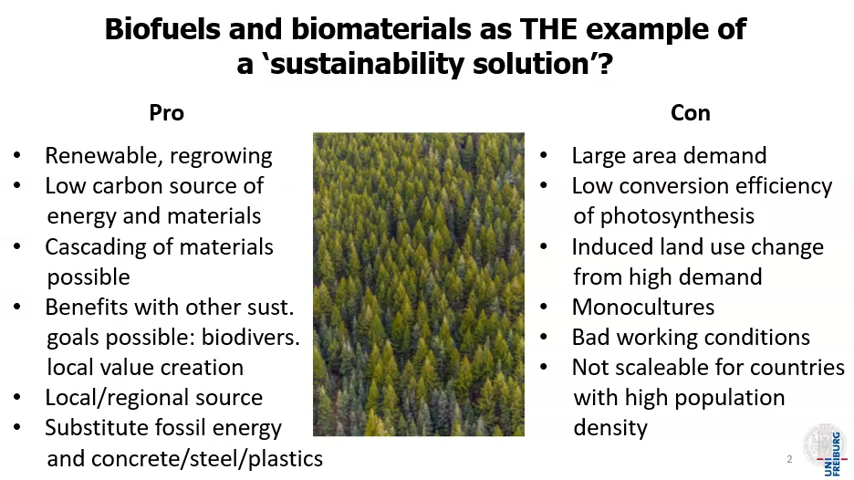 Biofuels and biomaterials as THE example of
a ‘sustainability solution’?
Pro
• Renewable, regrowing
• Low carbon source of
energy and materials
• Cascading of materials
possible
• Benefits with other sust.
goals possible: biodivers.
local value creation
• Local/regional source
• Substitute fossil energy
and concrete/steel/plastics
Con
• Large area demand
• Low conversion efficiency
of photosynthesis
• Induced land use change
from high demand
• Monocultures
• Bad working conditions
• Not scaleable for countries
with high population
density
2
UNI
FREIBURG